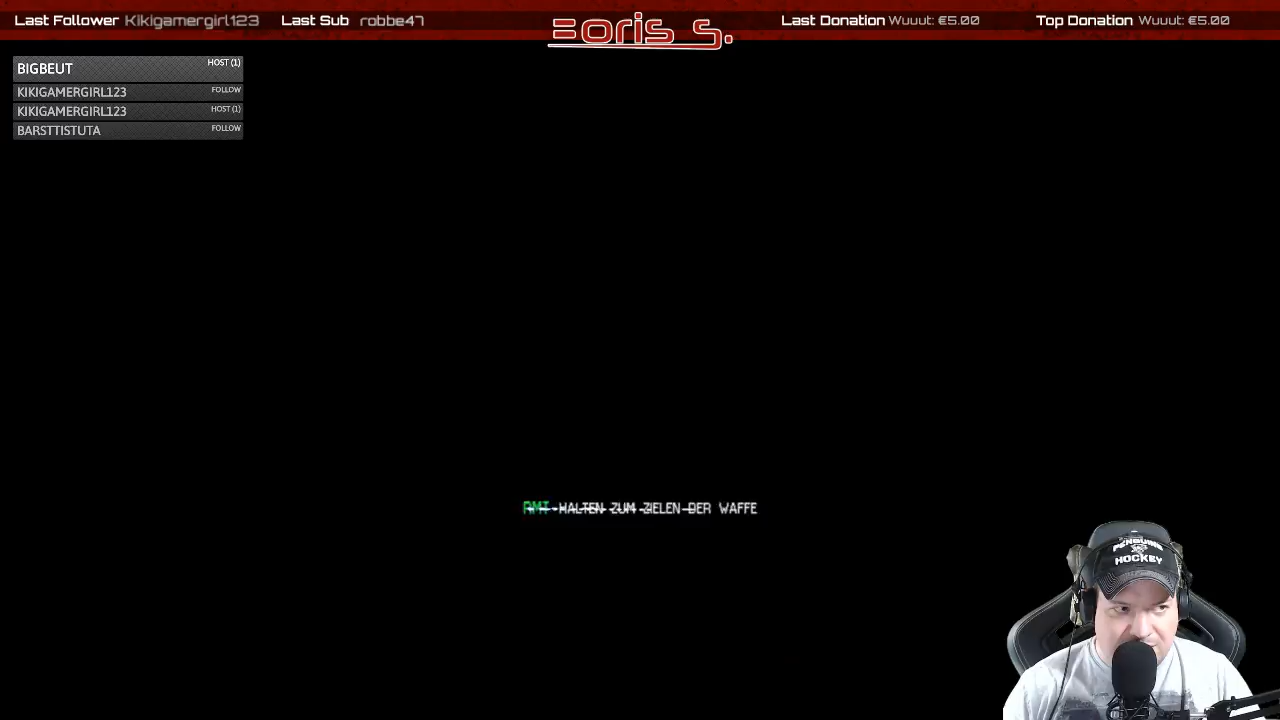 Last Follower Kikigamergirl123 Last Sub robbe47 Boris S. Last Donation Wuuut: €5.00 Top Donation Wuuut: €5.00
BIGBEUT HOST (1)
KIKIGAMERGIRL123 FOLLOW
KIKIGAMERGIRL123 HOST (1)
BARSTTISTUTA FOLLOW
RMT HALTEN ZUM ZIELEN DER WAFFE
PENGUINS
HOCKEY